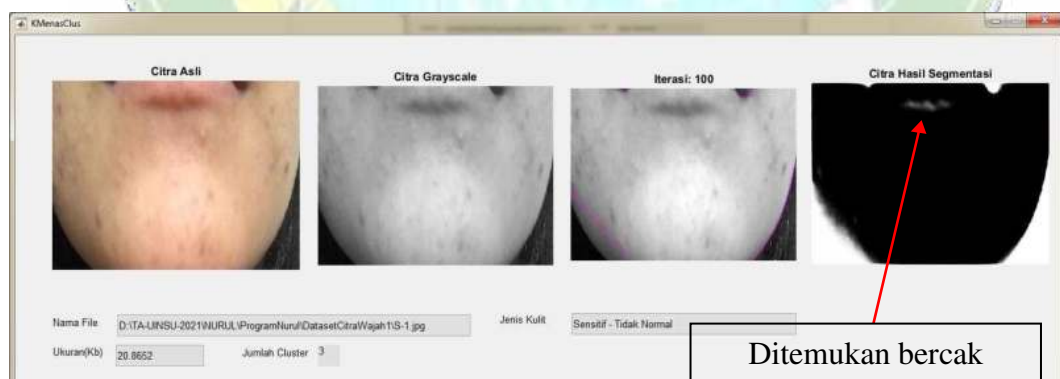 KMenasClus
Citra Asli
Citra Grayscale
Iterasi: 100
Citra Hasil Segmentasi
Nama File
D:\TA-UINSU-2021\NURUL\ProgramNurul\DatasetCitraWajah1\S-1.jpg
Jenis Kulit
Sensitif - Tidak Normal
Ukuran(Kb)
20.8652
Jumlah Cluster
3
Ditemukan bercak